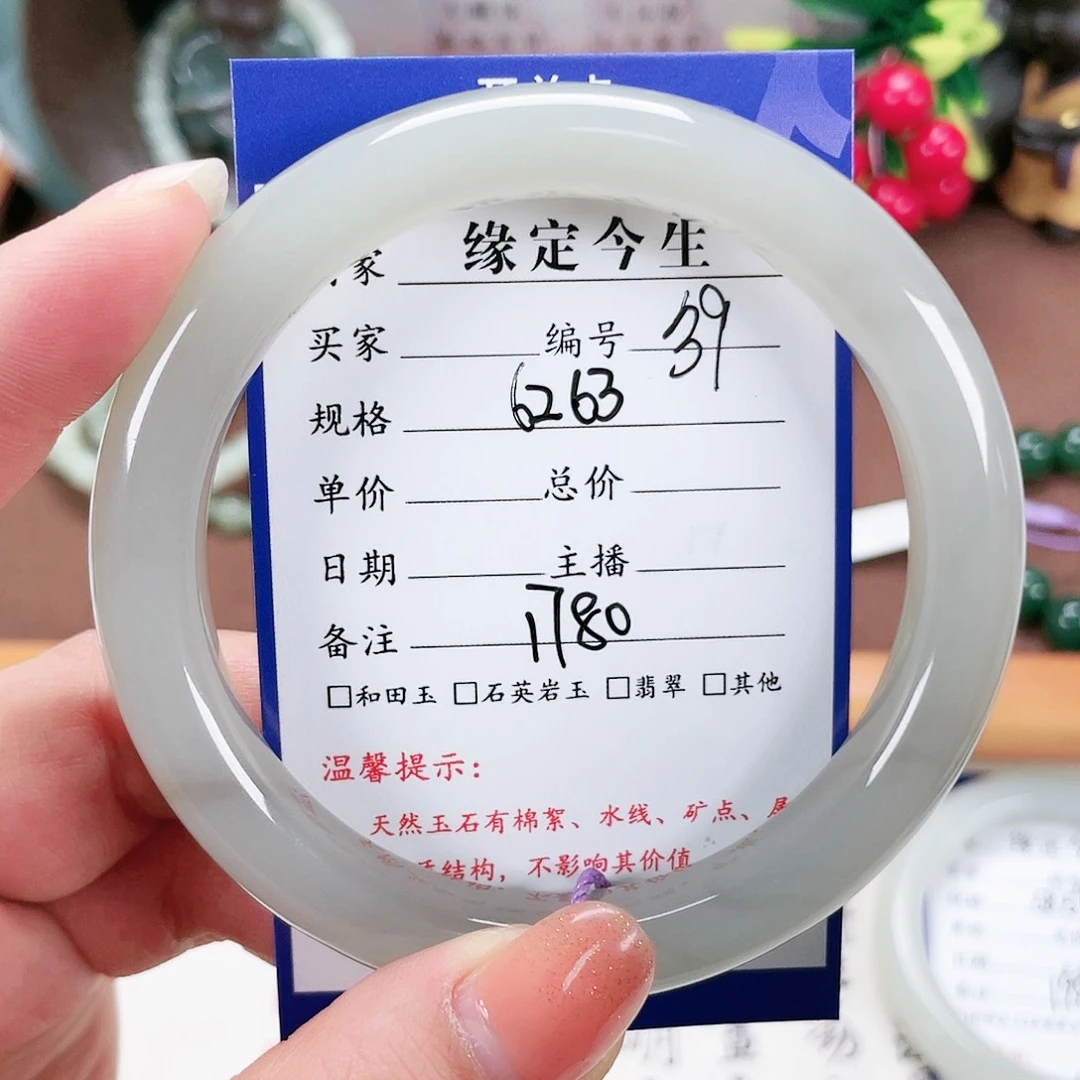 家 缘定今生
买家 编号 39
规格 6263
单价 总价
日期 主播
备注 1780
□和田玉 □石英岩玉 □翡翠 □其他
温馨提示:
天然玉石有棉絮、水线、矿点、
结构，不影响其价值